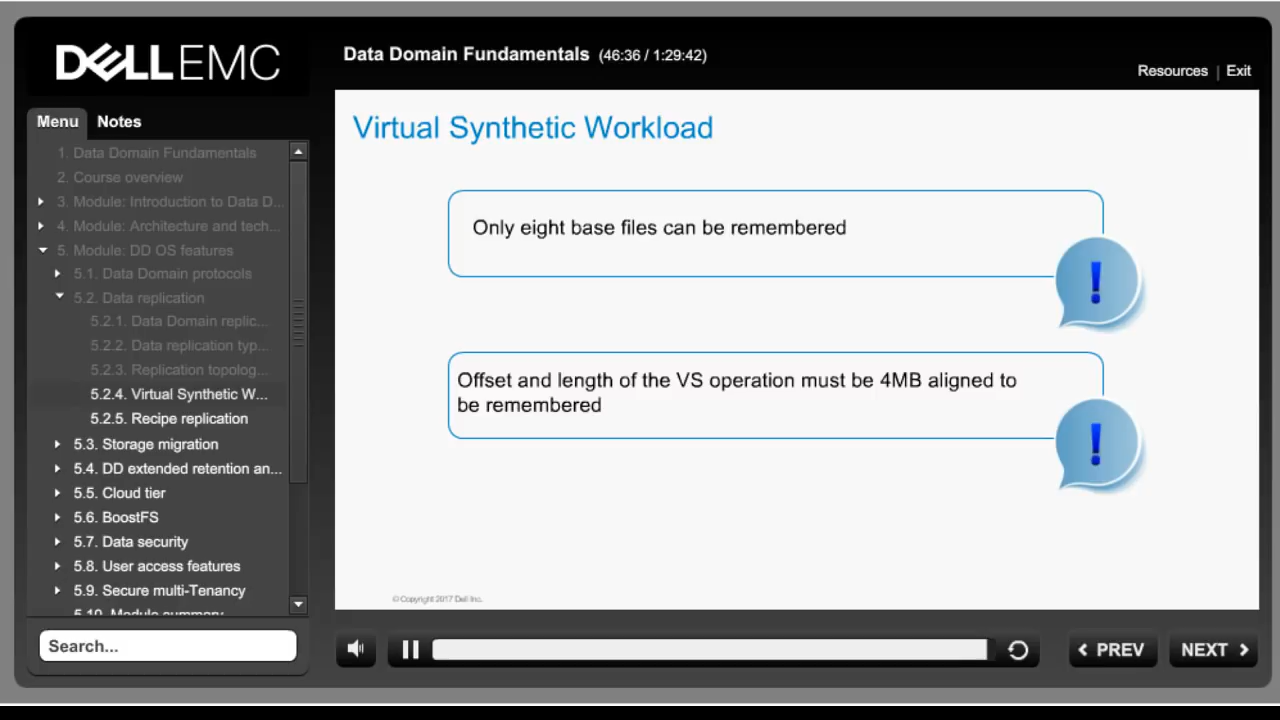 DELLEMC
Data Domain Fundamentals (46:36 / 1:29:42)
Resources | Exit
Menu Notes
1. Data Domain Fundamentals
2. Course overview
3. Module: Introduction to Data D...
4. Module: Architecture and tech...
5. Module: DD OS features
5.1. Data Domain protocols
5.2. Data replication
5.2.1. Data Domain replic...
5.2.2. Data replication typ...
5.2.3. Replication topolog...
5.2.4. Virtual Synthetic W...
5.2.5. Recipe replication
5.3. Storage migration
5.4. DD extended retention an...
5.5. Cloud tier
5.6. BoostFS
5.7. Data security
5.8. User access features
5.9. Secure multi-Tenancy
5.10. Module summary
Search...
Virtual Synthetic Workload
Only eight base files can be remembered
!
Offset and length of the VS operation must be 4MB aligned to
be remembered
!
© Copyright 2017 Dell Inc.
< PREV
NEXT >